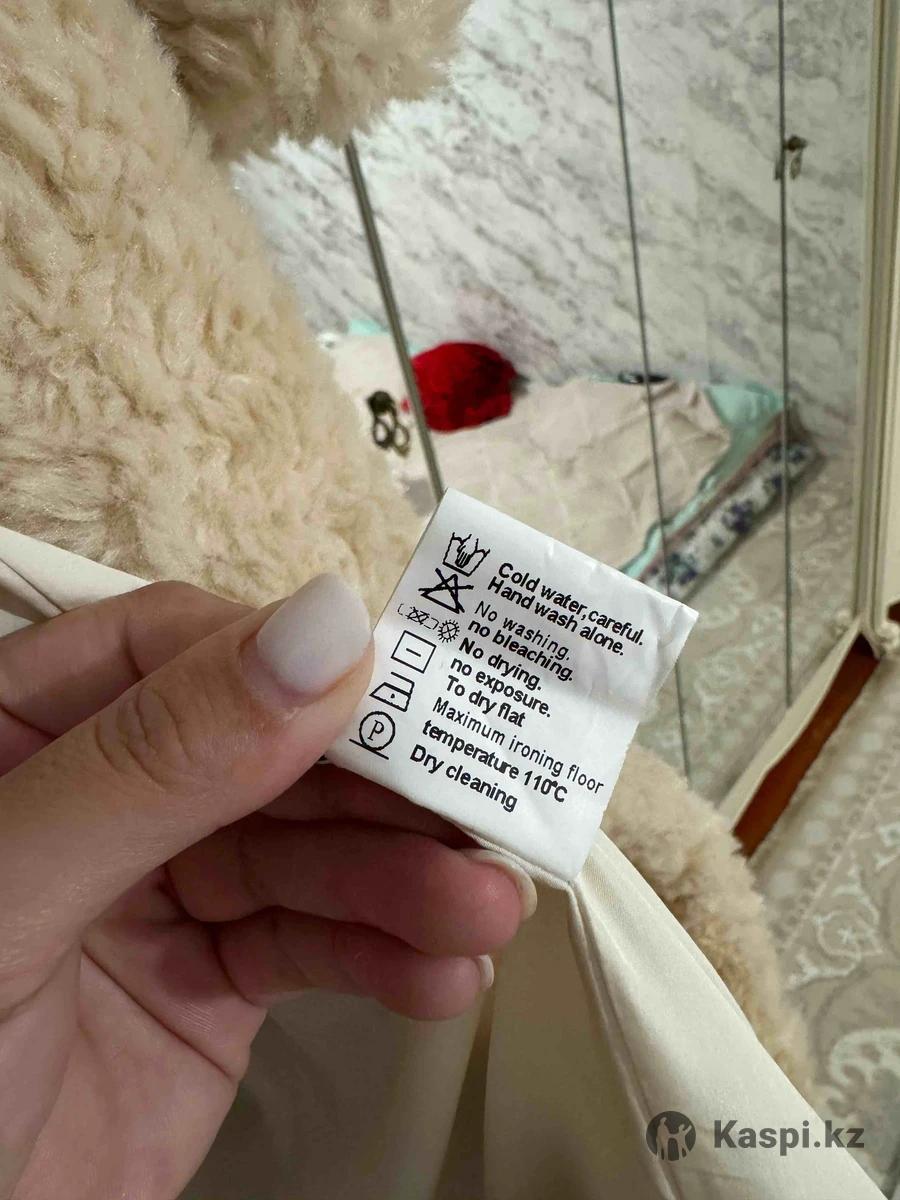 Cold water,careful.
Hand wash alone.
No washing.
no bleaching.
No drying.
no exposure.
To dry flat
Maximum ironing floor
temperature 110°C
Dry cleaning
P
Kaspi.kz